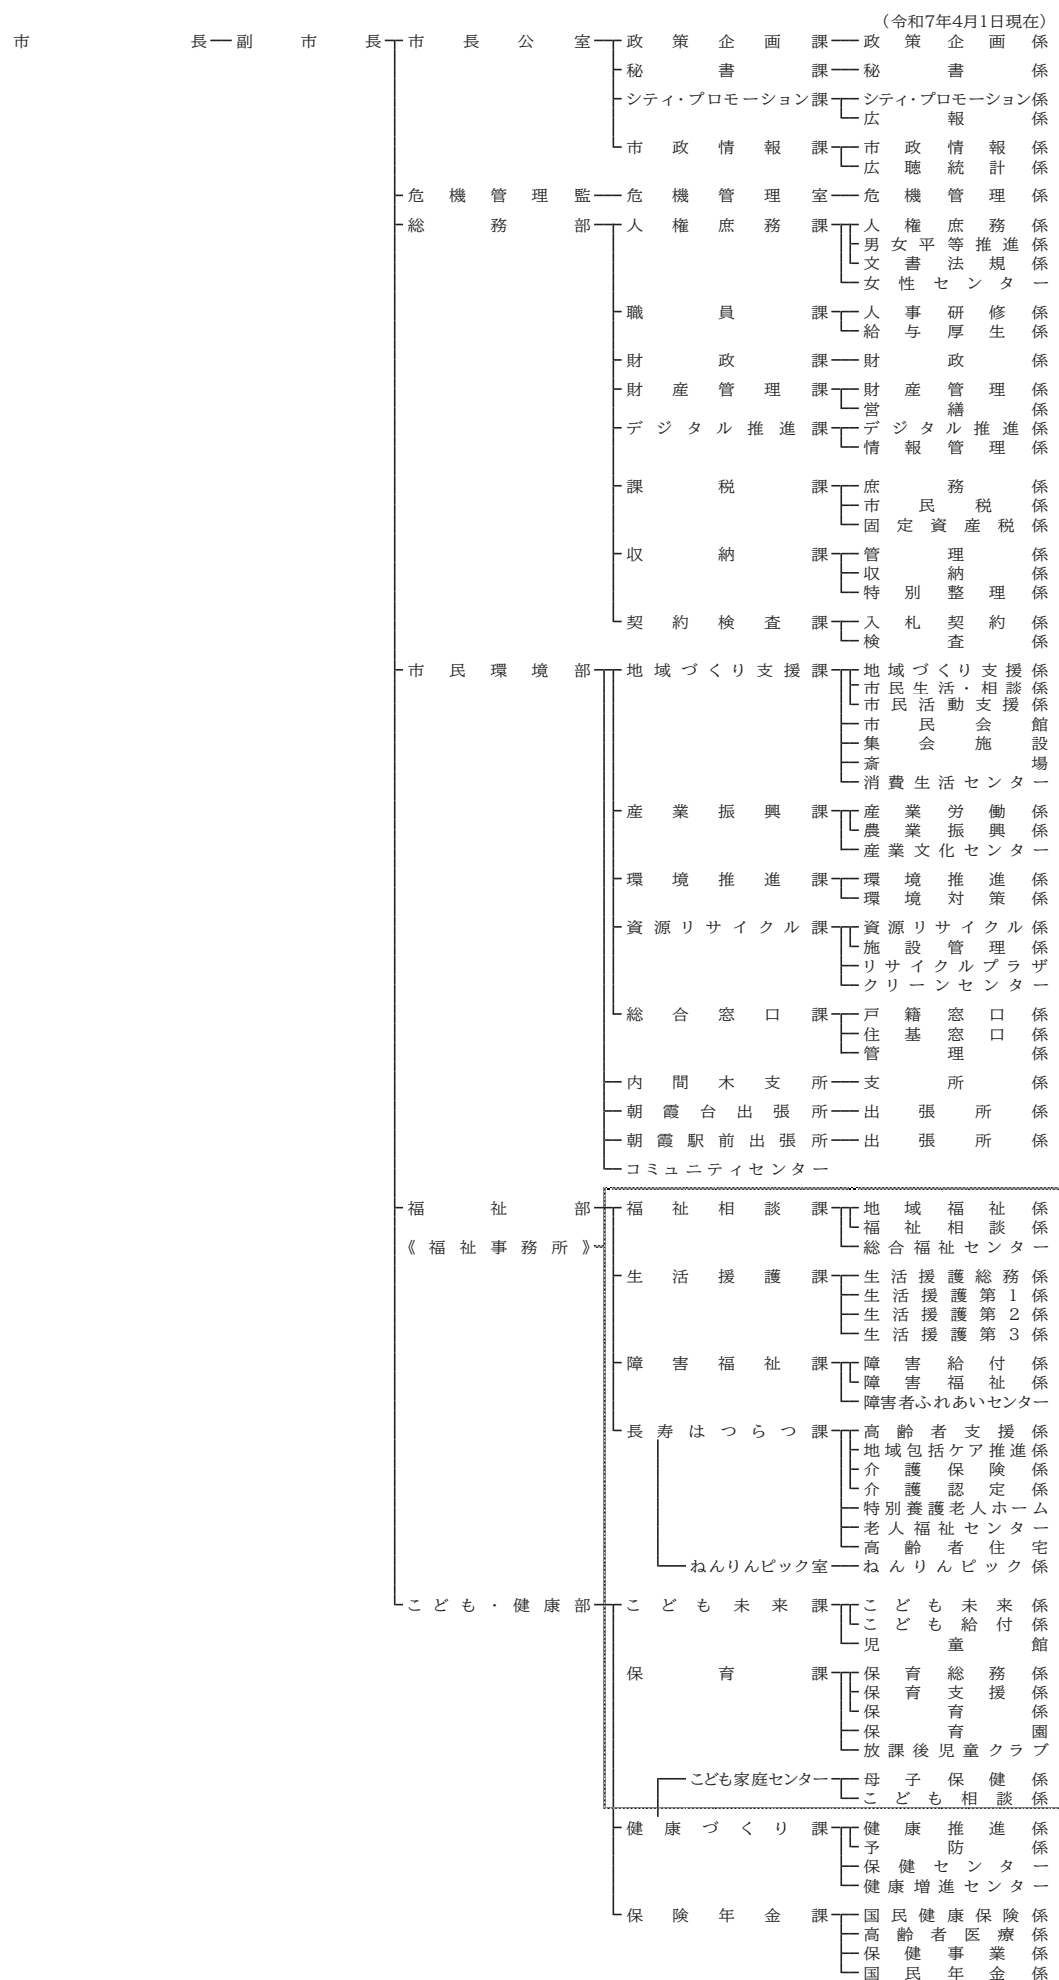 （令和7年4月1日現在）
市長 副市長 市長公室 政策企画課 政策企画係
秘書課 秘書係
シティ・プロモーション課 シティ・プロモーション係
広報係
市政情報課 市政情報係
広聴統計係
危機管理監 危機管理室 危機管理係
総務部 人権庶務課 人権庶務係
男女平等推進係
文書法規係
女性センター
職員課 人事研修係
給与厚生係
財政課 財政係
財産管理課 財産管理係
営繕係
デジタル推進課 デジタル推進係
情報管理係
課税課 庶務係
市民税係
固定資産税係
収納課 管理係
収納係
特別整理係
契約検査課 入札契約係
検査係
市民環境部 地域づくり支援課 地域づくり支援係
市民生活・相談係
市民活動支援係
市民会館
集会施設
斎場
消費生活センター
産業振興課 産業労働係
農業振興係
産業文化センター
環境推進課 環境推進係
環境対策係
資源リサイクル課 資源リサイクル係
施設管理係
リサイクルプラザ
クリーンセンター
総合窓口課 戸籍窓口係
住基窓口係
管理係
内間木支所 支所係
朝霞台出張所 出張所係
朝霞駅前出張所 出張所係
コミュニティセンター
福祉部 福祉相談課 地域福祉係
福祉相談係
《福祉事務所》 総合福祉センター
生活援護課 生活援護総務係
生活援護第1係
生活援護第2係
生活援護第3係
障害福祉課 障害給付係
障害福祉係
障害者ふれあいセンター
長寿はつらつ課 高齢者支援係
地域包括ケア推進係
介護保険係
介護認定係
特別養護老人ホーム
老人福祉センター
高齢者住宅
ねんりんピック室 ねんりんピック係
こども・健康部 こども未来課 こども未来係
こども給付係
児童館
保育課 保育総務係
保育支援係
保育係
保育園
放課後児童クラブ
こども家庭センター 母子保健係
こども相談係
健康づくり課 健康推進係
予防係
保健センター
健康増進センター
保険年金課 国民健康保険係
高齢者医療係
保健事業係
国民年金係